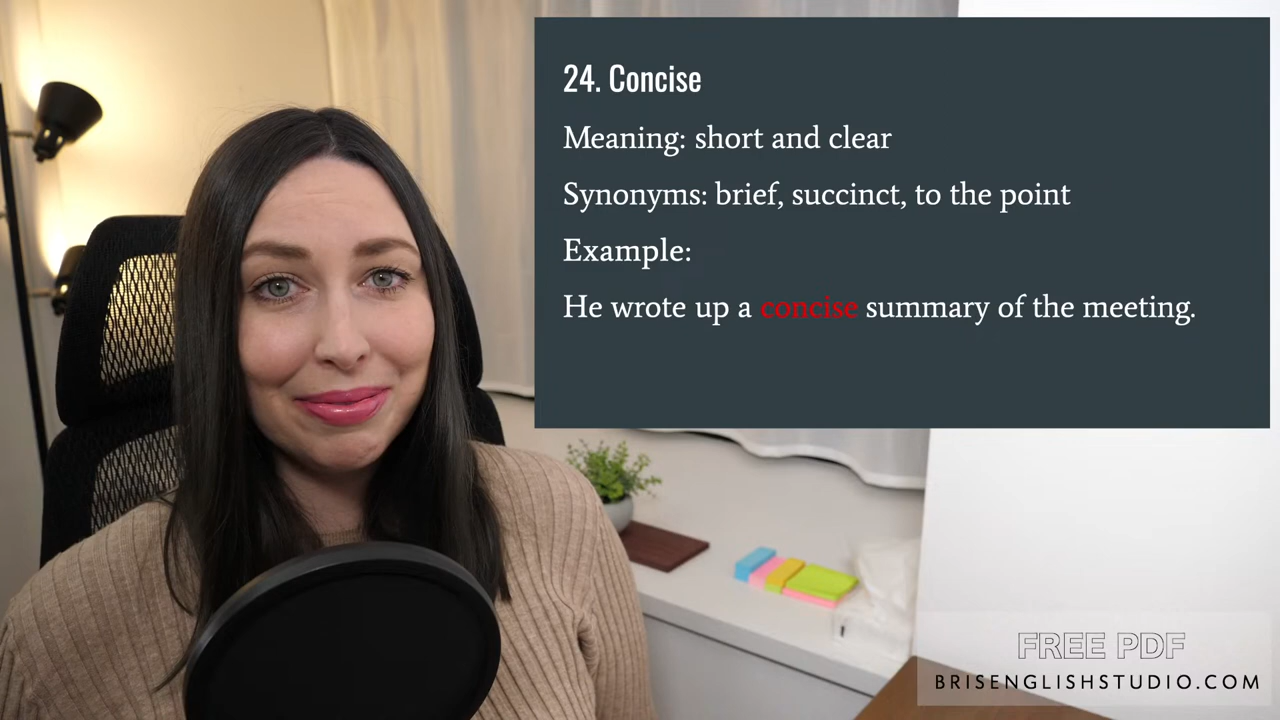 24. Concise
Meaning: short and clear
Synonyms: brief, succinct, to the point
Example:
He wrote up a concise summary of the meeting.
FREE PDF
BRISENGLISHSTUDIO.COM